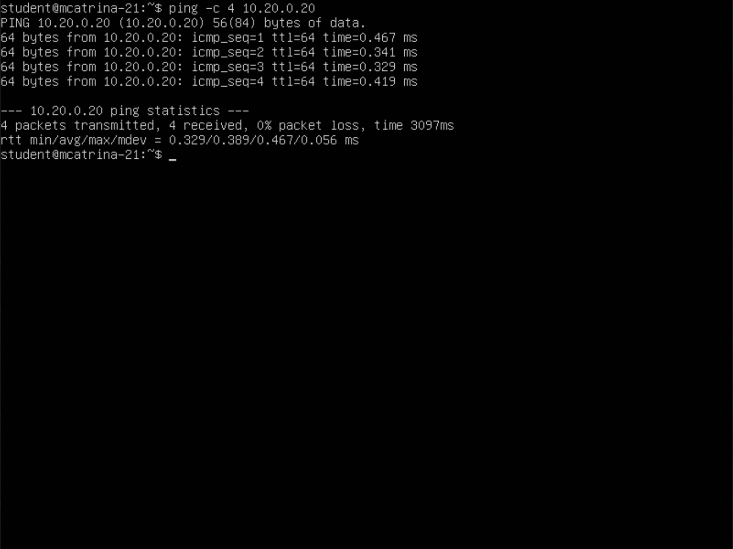 student@mcatrina-21:~$ ping -c 4 10.20.0.20
PING 10.20.0.20 (10.20.0.20) 56(84) bytes of data.
64 bytes from 10.20.0.20: icmp_seq=1 ttl=64 time=0.467 ms
64 bytes from 10.20.0.20: icmp_seq=2 ttl=64 time=0.341 ms
64 bytes from 10.20.0.20: icmp_seq=3 ttl=64 time=0.329 ms
64 bytes from 10.20.0.20: icmp_seq=4 ttl=64 time=0.419 ms
--- 10.20.0.20 ping statistics ---
4 packets transmitted, 4 received, 0% packet loss, time 3097ms
rtt min/avg/max/mdev = 0.329/0.389/0.467/0.056 ms
student@mcatrina-21:~$ _